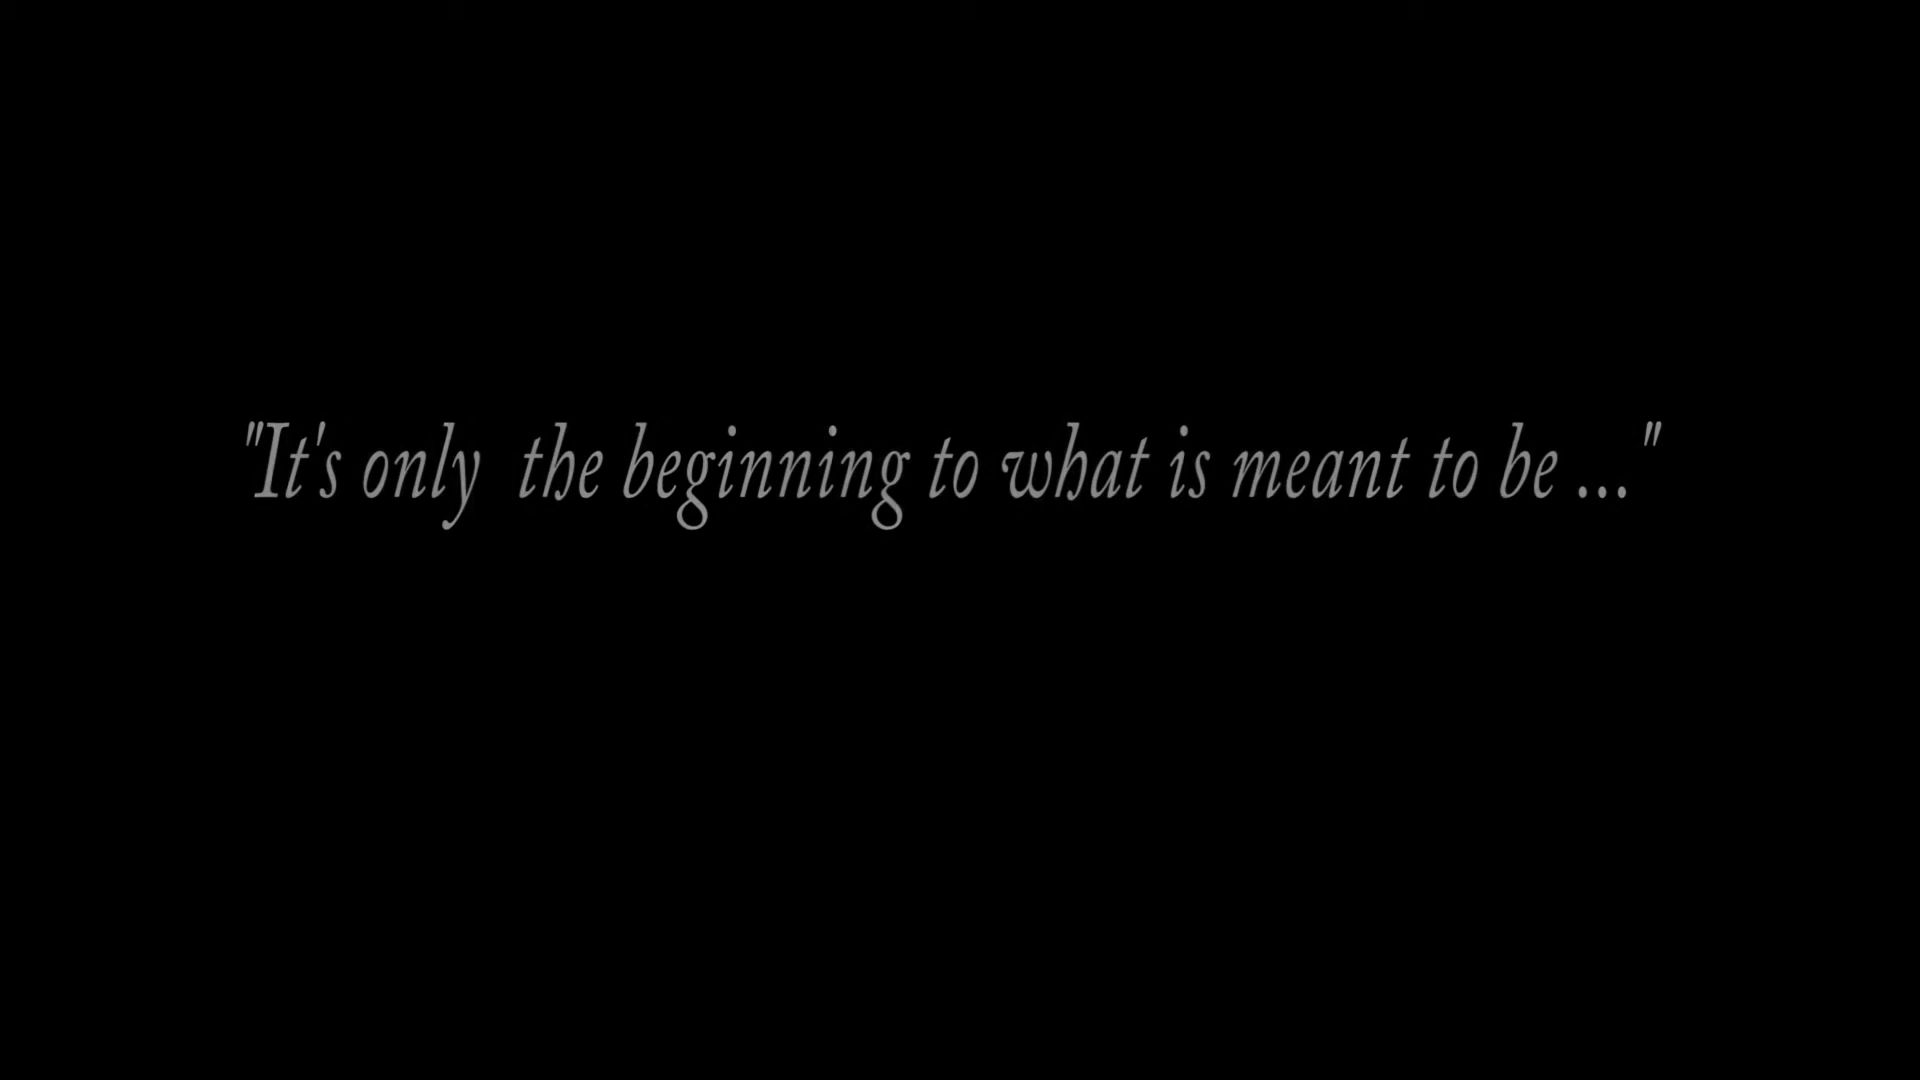 "It's only  the beginning to what is meant to be ..."